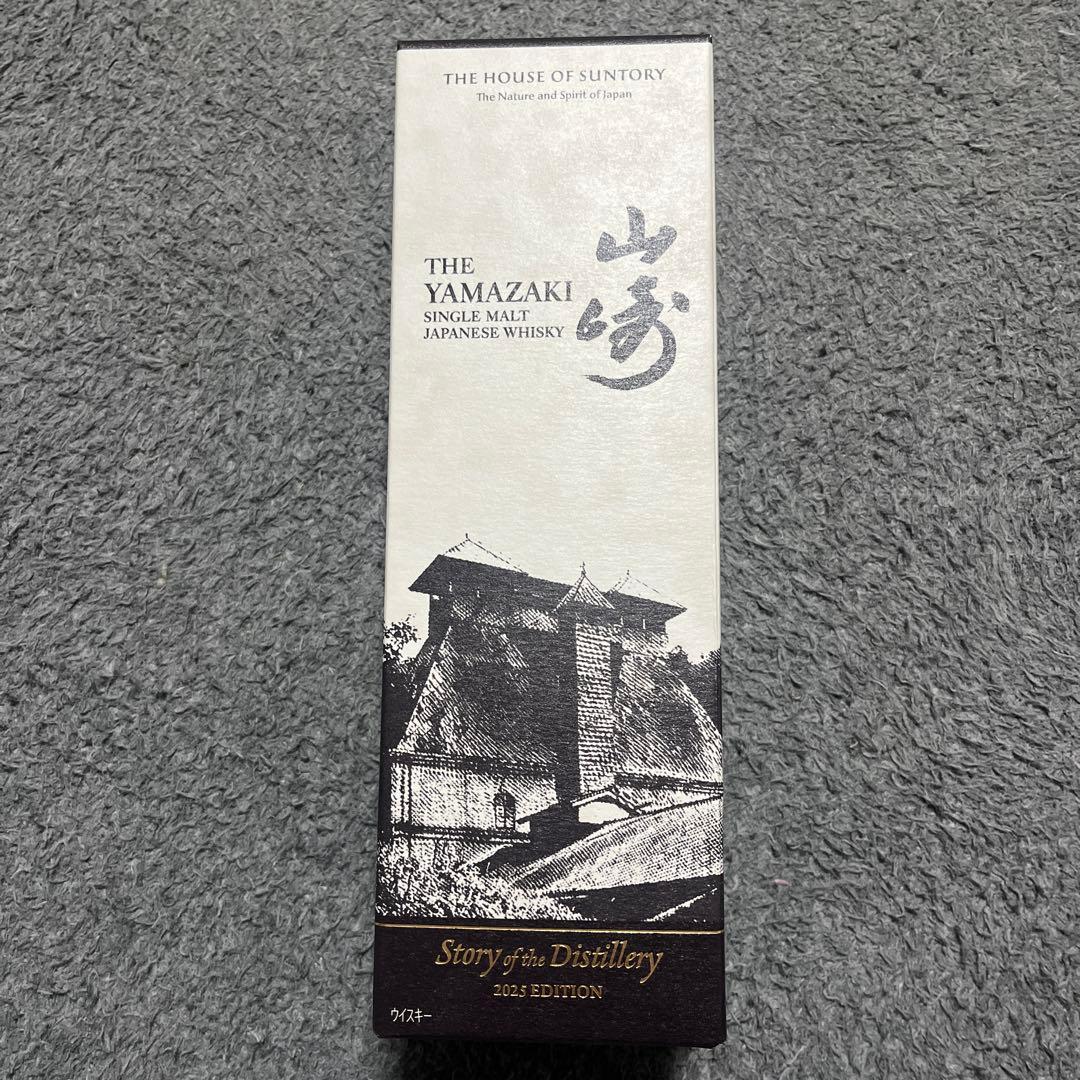 THE HOUSE OF SUNTORY
The Nature and Spirit of Japan
山崎
THE
YAMAZAKI
SINGLE MALT
JAPANESE WHISKY
Story of the Distillery
2025 EDITION
ウイスキー